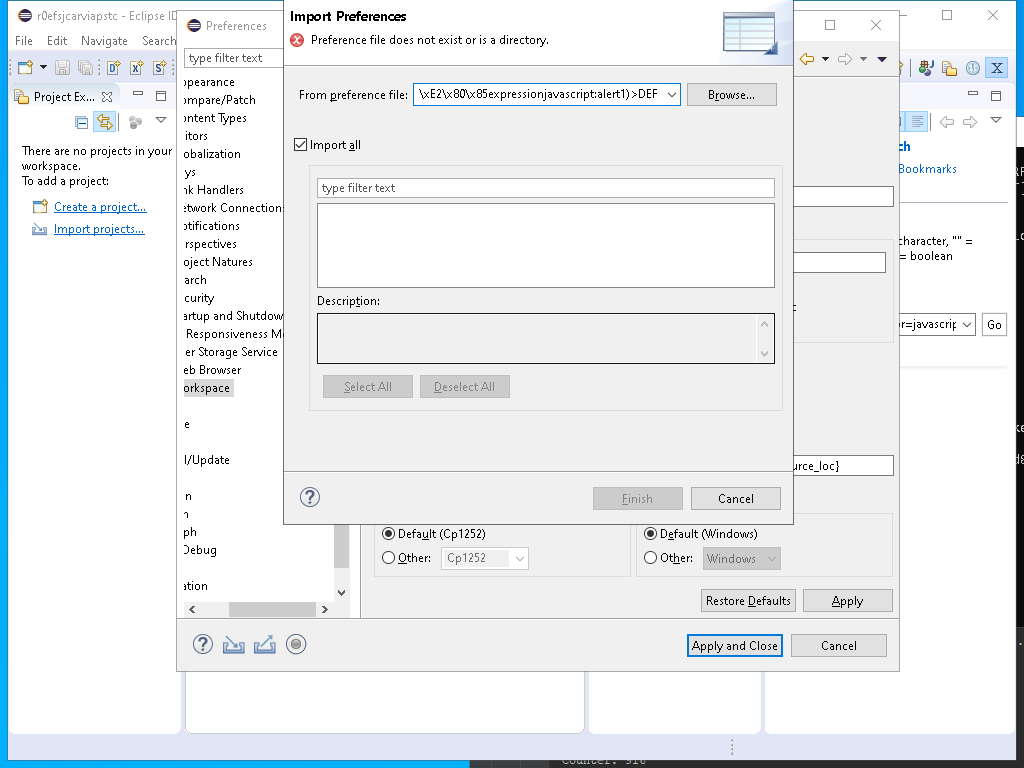 r0efsjcarviapstc - Eclipse ID
File Edit Navigate Search
Project Ex...
There are no projects in your
workspace.
To add a project:
Create a project...
Import projects...
Preferences
type filter text
ppearance
ompare/Patch
ontent Types
itors
obalization
ys
nk Handlers
etwork Connection
otifications
rspectives
oject Natures
arch
curity
artup and Shutdow
Responsiveness M
er Storage Service
eb Browser
orkspace
e
l/Update
n
n
ph
Debug
ation
Import Preferences
Preference file does not exist or is a directory.
From preference file: \xE2\x80\x85expressionjavascript:alert1)>DEF Browse...
Import all
type filter text
Description:
Select All Deselect All
Finish Cancel
ch
Bookmarks
character, "" =
= boolean
or=javascrip Go
urce_loc}
Default (Cp1252)
Other: Cp1252
Default (Windows)
Other: Windows
Restore Defaults Apply
Apply and Close Cancel
Counter: 910